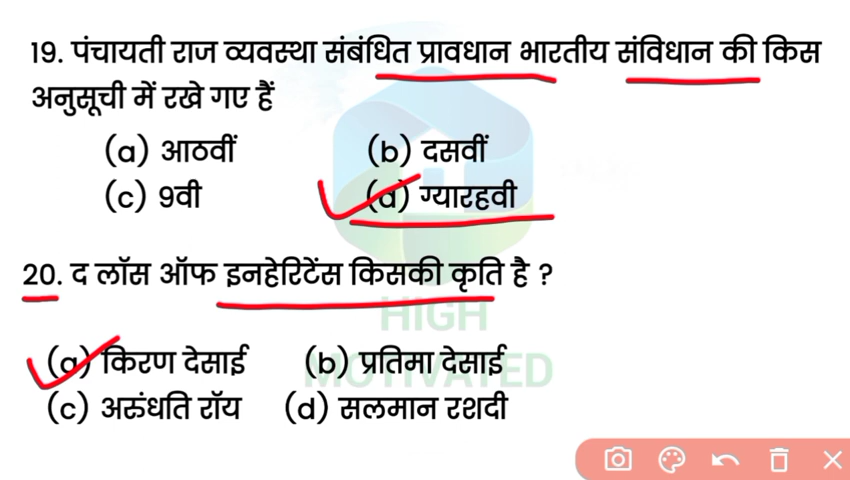 19. पंचायती राज व्यवस्था संबंधित प्रावधान भारतीय संविधान की किस
अनुसूची में रखे गए हैं
(a) आठवीं (b) दसवीं
(c) 9वी (d) ग्यारहवी
20. द लॉस ऑफ इनहेरिटेंस किसकी कृति है ?
HIGH
(a) किरण देसाई (b) प्रतिमा देसाई
MOTIVATED
(c) अरुंधति रॉय (d) सलमान रशदी